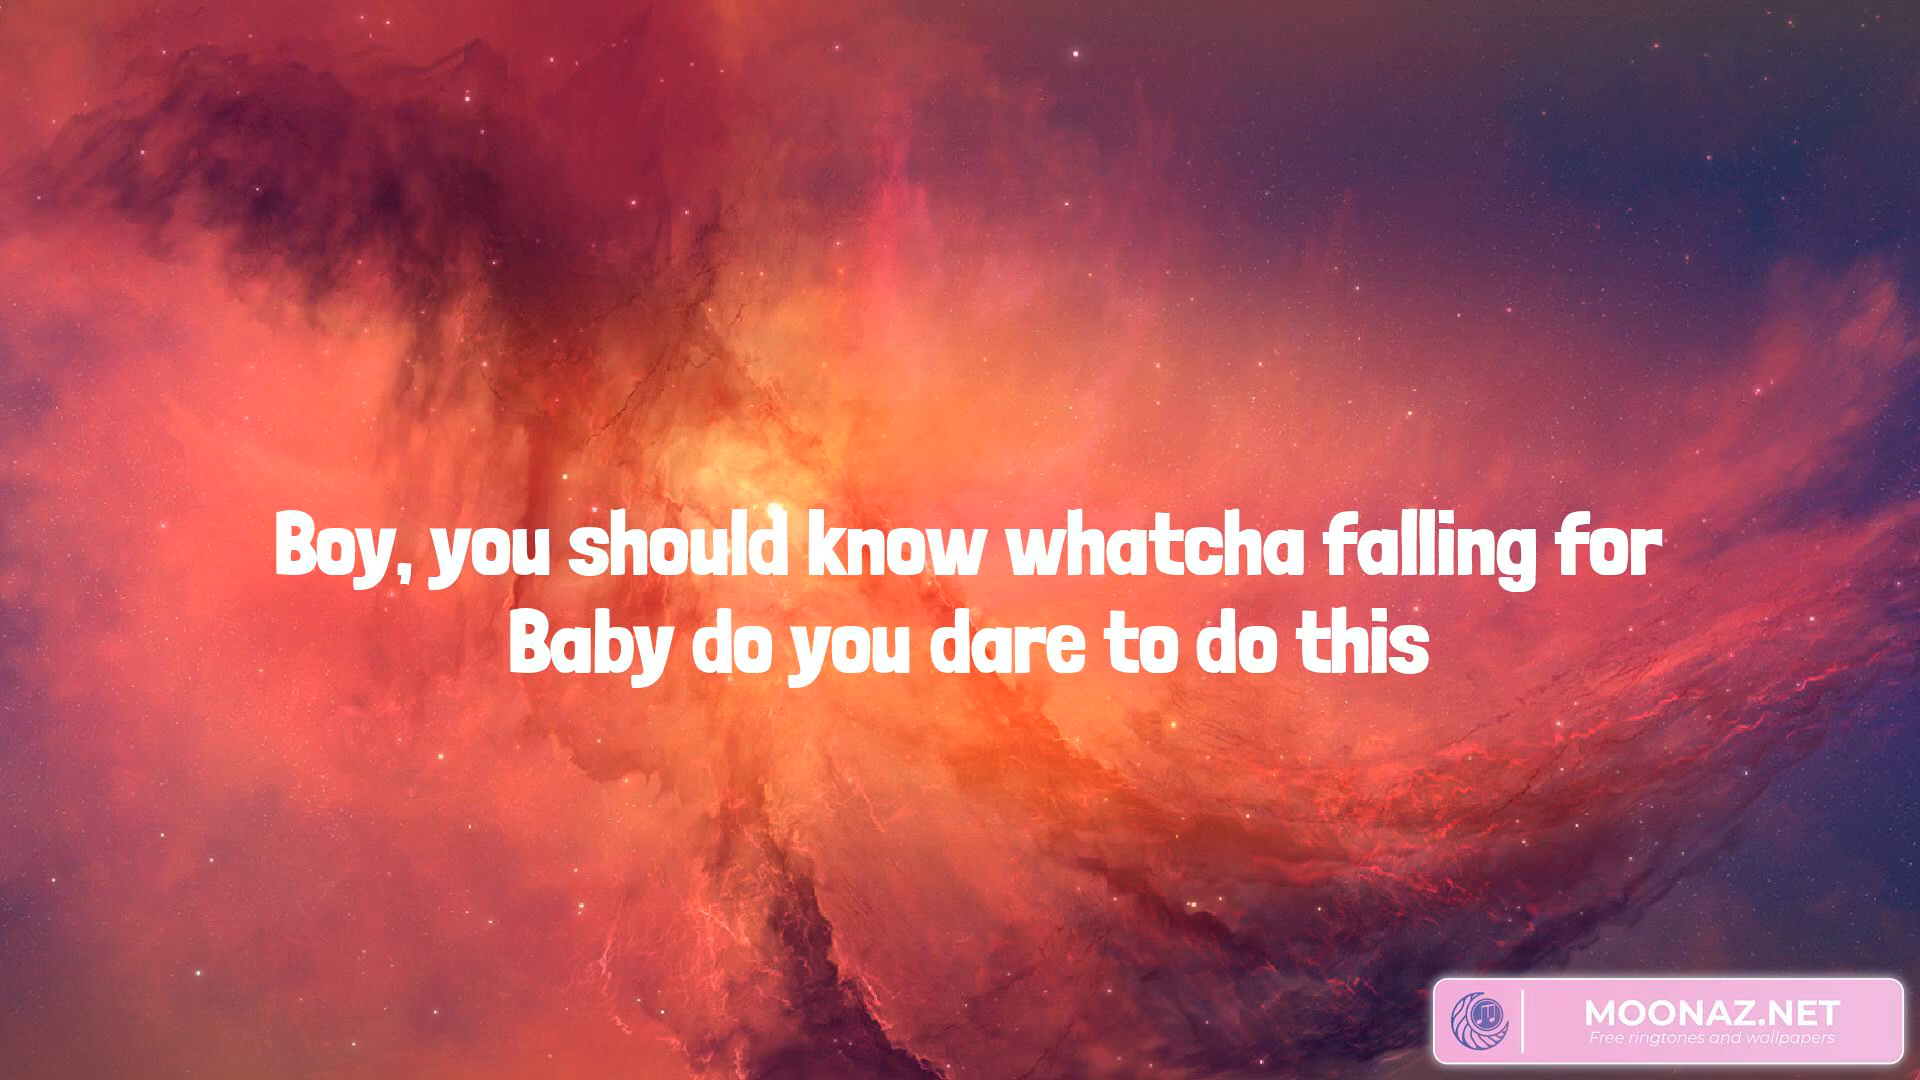 Boy, you should know whatcha falling for
Baby do you dare to do this
MOONAZ.NET
Free ringtones and wallpapers